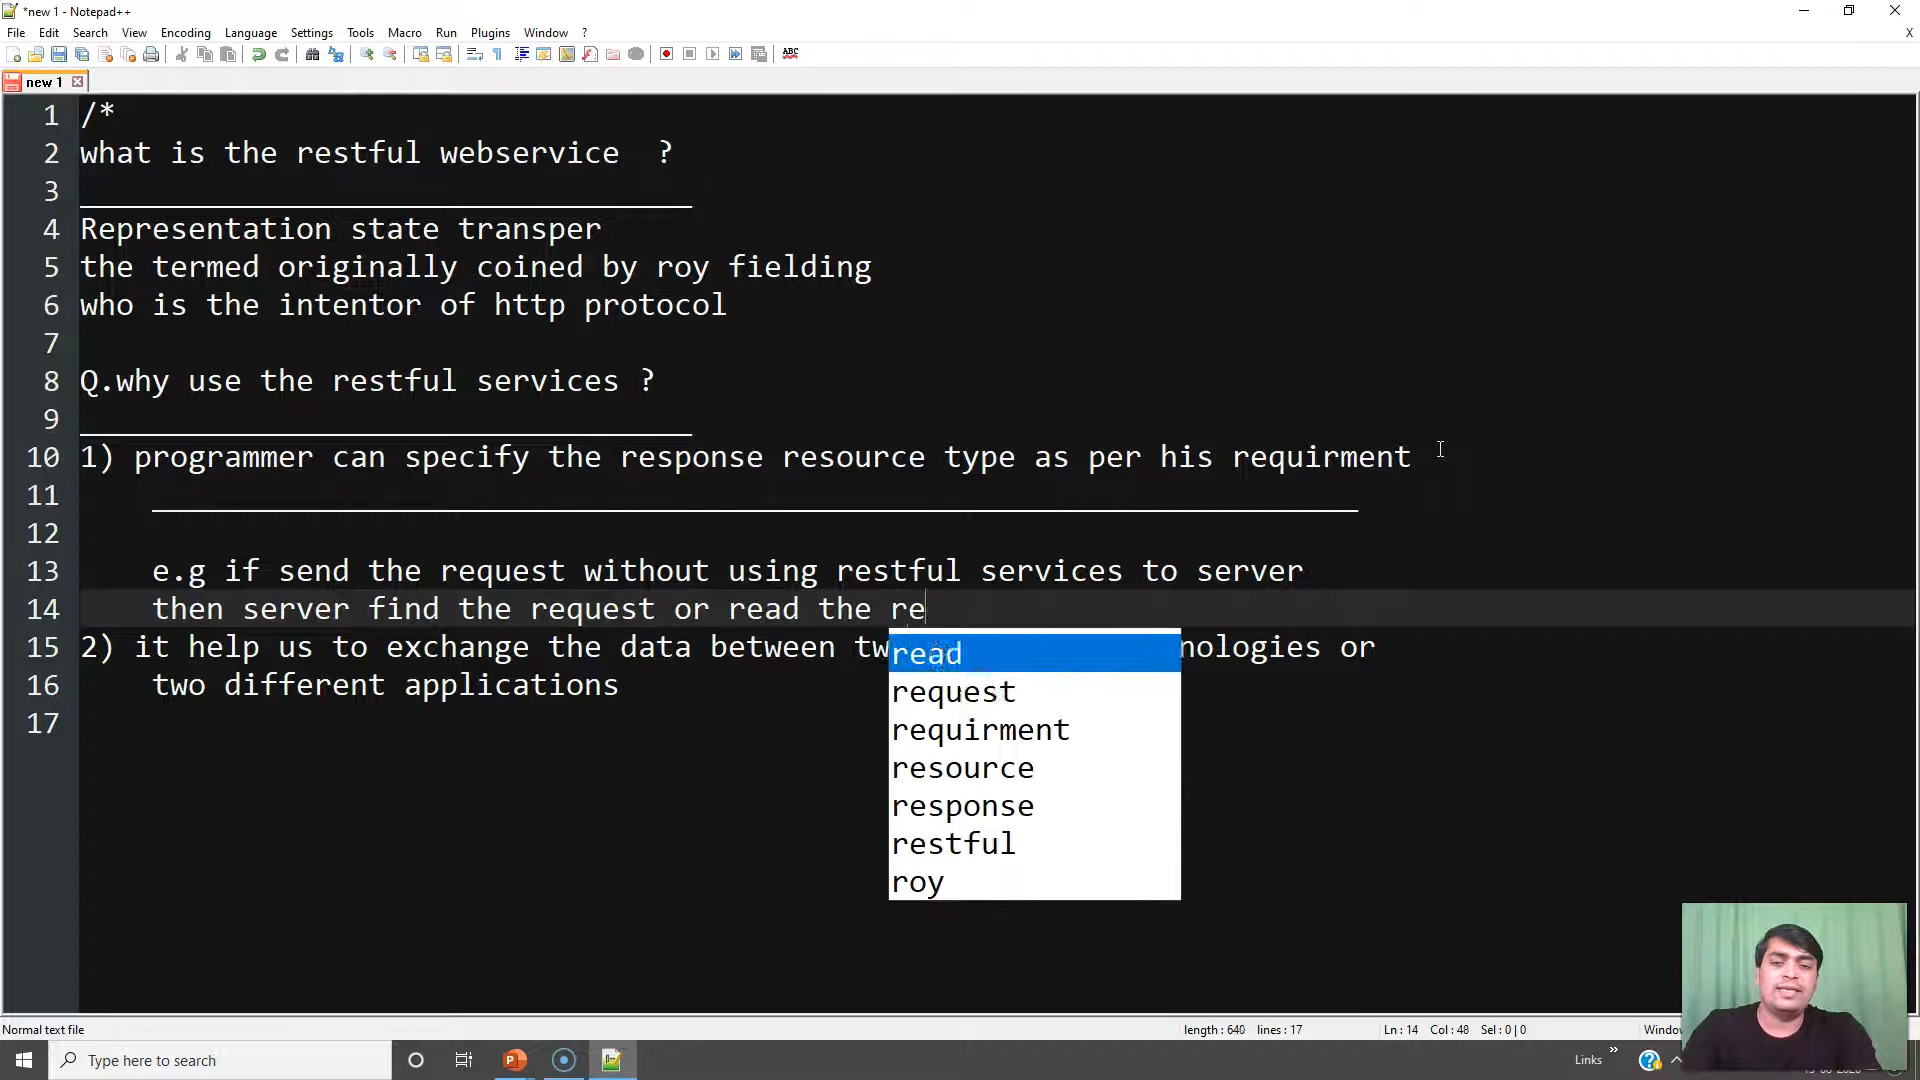 *new 1 - Notepad++
File Edit Search View Encoding Language Settings Tools Macro Run Plugins Window ? X
ABC
new 1
1 /*
2 what is the restful webservice ?
3
4 Representation state transper
5 the termed originally coined by roy fielding
6 who is the intentor of http protocol
7
8 Q.why use the restful services ?
9
10 1) programmer can specify the response resource type as per his requirment
11
12
13 e.g if send the request without using restful services to server
14 then server find the request or read the re
15 2) it help us to exchange the data between nologies or
16 two different applications
17
read
request
requirment
resource
response
restful
roy
Normal text file length : 640 lines : 17 Ln : 14 Col : 48 Sel : 0 | 0 Windo
Type here to search Links